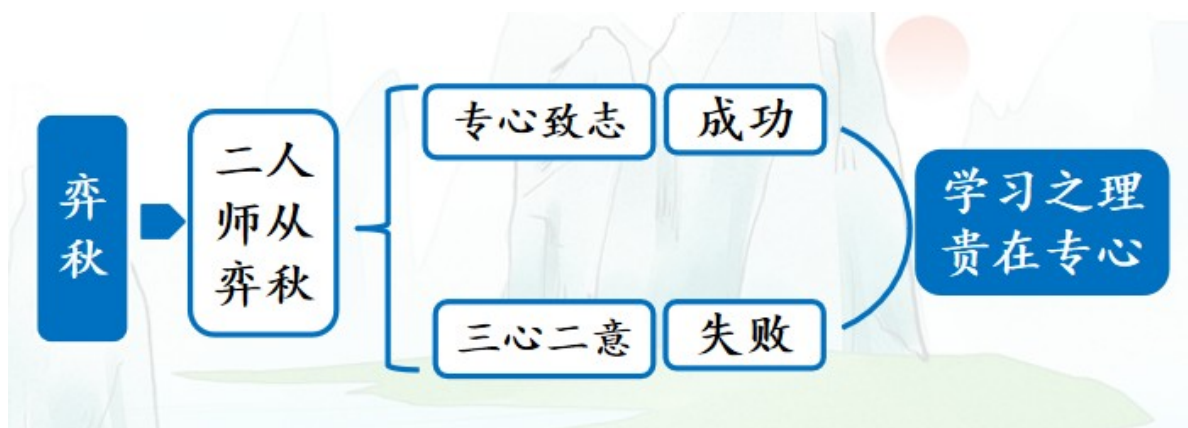 弈
秋
二人
师从
弈秋
专心致志
成功
三心二意
失败
学习之理
贵在专心